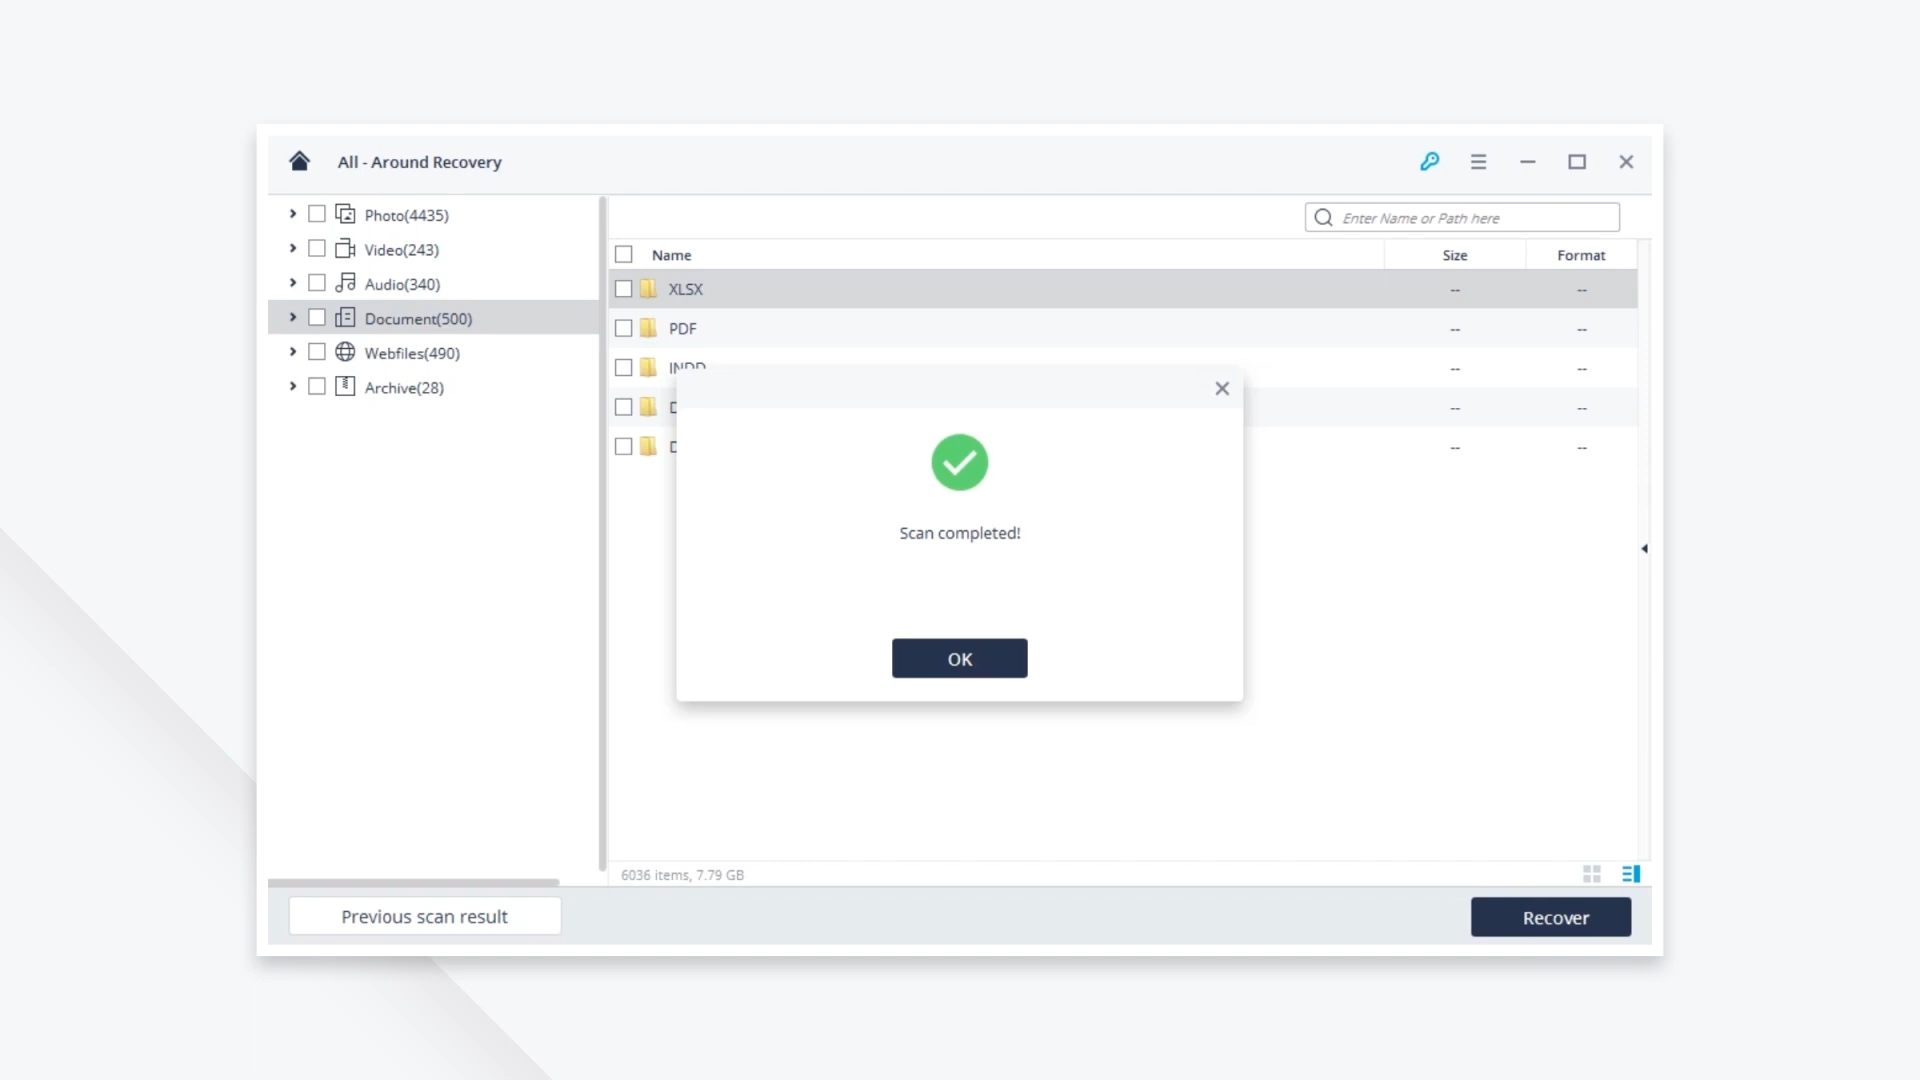 All - Around Recovery
Enter Name or Path here
Photo(4435)
Video(243)
Audio(340)
Document(500)
Webfiles(490)
Archive(28)
Name Size Format
XLSX -- --
PDF -- --
INDD -- --
-- --
-- --
Scan completed!
OK
6036 items, 7.79 GB
Previous scan result
Recover